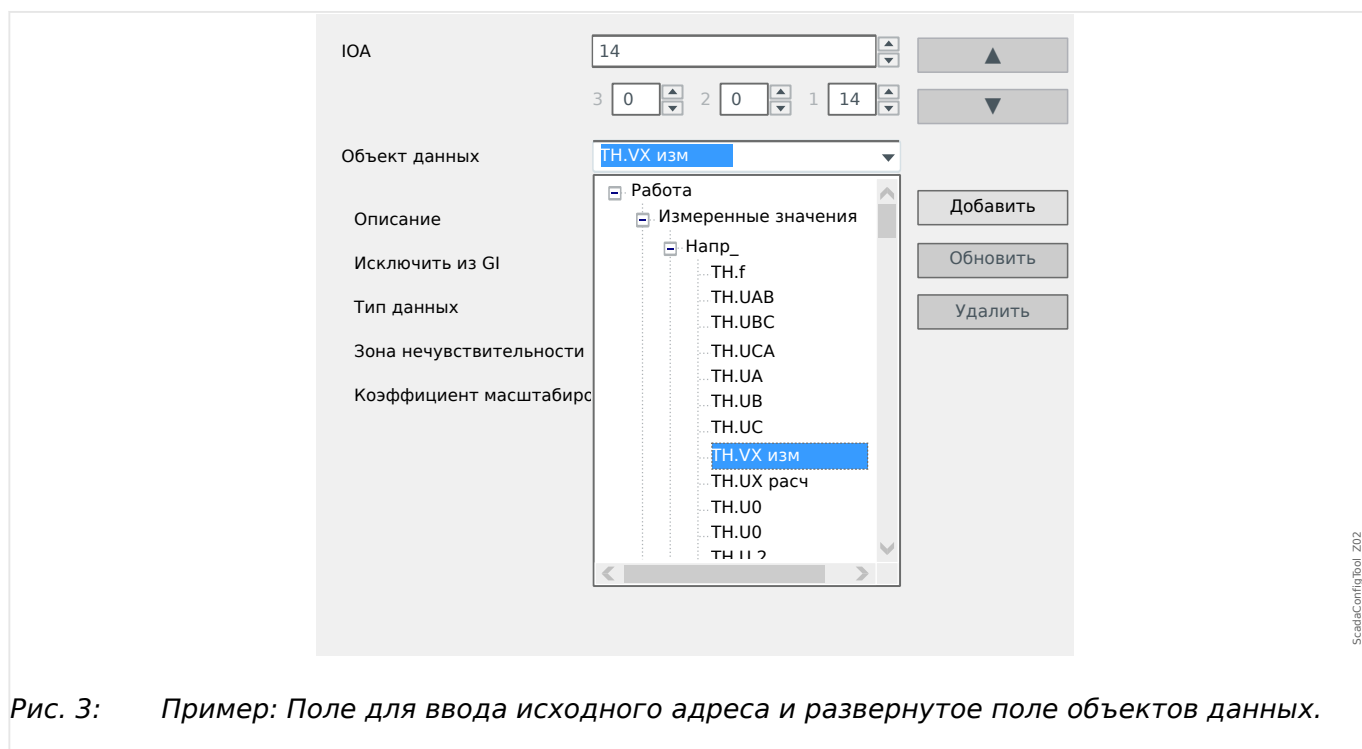 IOA
14
▲
3 0 2 0 1 14
▼
Объект данных
TH.VX изм
Работа
Измеренные значения
Напр_
TH.f
TH.UAB
TH.UBC
TH.UCA
TH.UA
TH.UB
TH.UC
TH.VX изм
TH.UX расч
TH.U0
TH.U0
Описание
Исключить из GI
Тип данных
Зона нечувствительности
Коэффициент масштабирс
Добавить
Обновить
Удалить
ScadaConfigTool_Z02
Рис. 3: Пример: Поле для ввода исходного адреса и развернутое поле объектов данных.